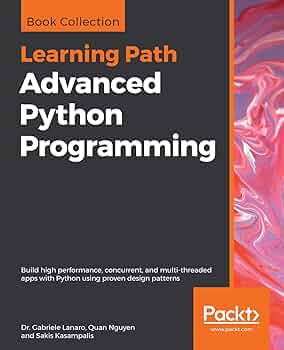 Book Collection
Learning Path
Advanced
Python
Programming
Build high performance, concurrent, and multi-threaded
apps with Python using proven design patterns
Dr. Gabriele Lanaro, Quan Nguyen
and Sakis Kasampalis
Packt>
www.packt.com